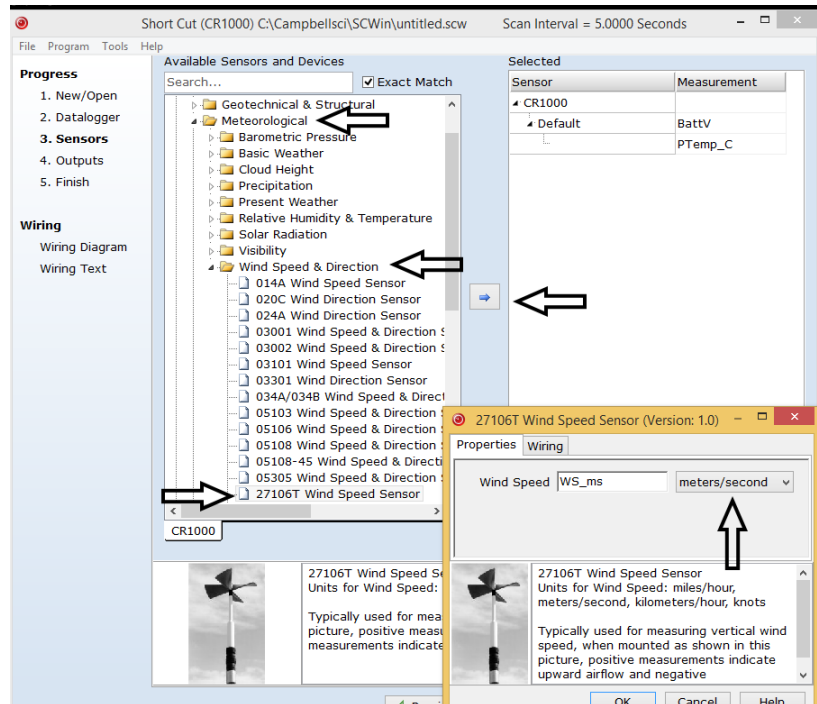 Short Cut (CR1000) C:\Campbellsci\SCWin\untitled.scw Scan Interval = 5.0000 Seconds
File Program Tools Help
Progress
1. New/Open
2. Datalogger
3. Sensors
4. Outputs
5. Finish
Wiring
Wiring Diagram
Wiring Text
Available Sensors and Devices
Search...
Exact Match
Geotechnical & Structural
Meteorological
Barometric Pressure
Basic Weather
Cloud Height
Precipitation
Present Weather
Relative Humidity & Temperature
Solar Radiation
Visibility
Wind Speed & Direction
014A Wind Speed Sensor
020C Wind Direction Sensor
024A Wind Direction Sensor
03001 Wind Speed & Direction
03002 Wind Speed & Direction
03101 Wind Speed Sensor
03301 Wind Direction Sensor
034A/034B Wind Speed & Direct
05103 Wind Speed & Direction
05106 Wind Speed & Direction
05108 Wind Speed & Direction
05108-45 Wind Speed & Directi
05305 Wind Speed & Direction
27106T Wind Speed Sensor
CR1000
Selected
Sensor Measurement
CR1000
Default BattV
PTemp_C
27106T Wind Speed Se
Units for Wind Speed:
Typically used for mea
picture, positive measu
measurements indicate
27106T Wind Speed Sensor (Version: 1.0)
Properties Wiring
Wind Speed WS_ms meters/second
27106T Wind Speed Sensor
Units for Wind Speed: miles/hour,
meters/second, kilometers/hour, knots
Typically used for measuring vertical wind
speed, when mounted as shown in this
picture, positive measurements indicate
upward airflow and negative
OK Cancel Help